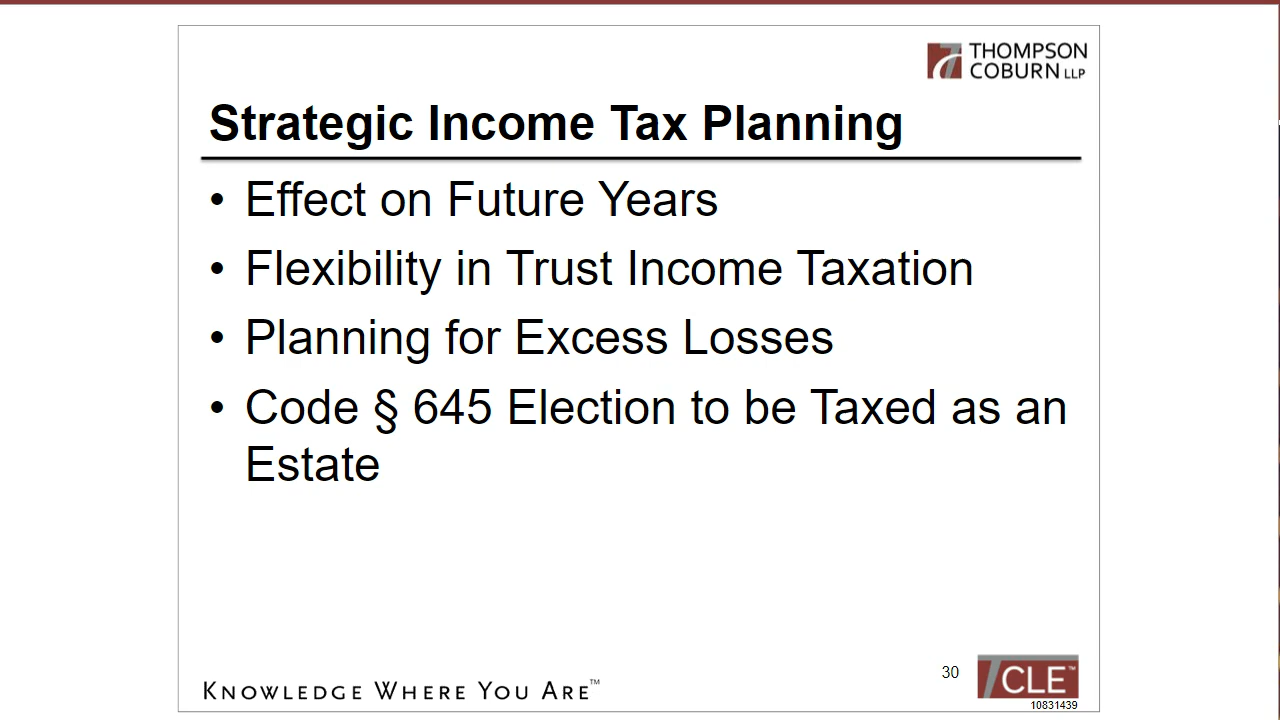 THOMPSON
COBURN LLP
Strategic Income Tax Planning
• Effect on Future Years
• Flexibility in Trust Income Taxation
• Planning for Excess Losses
• Code § 645 Election to be Taxed as an
Estate
KNOWLEDGE WHERE YOU ARE™
30
TCLE™
10831439